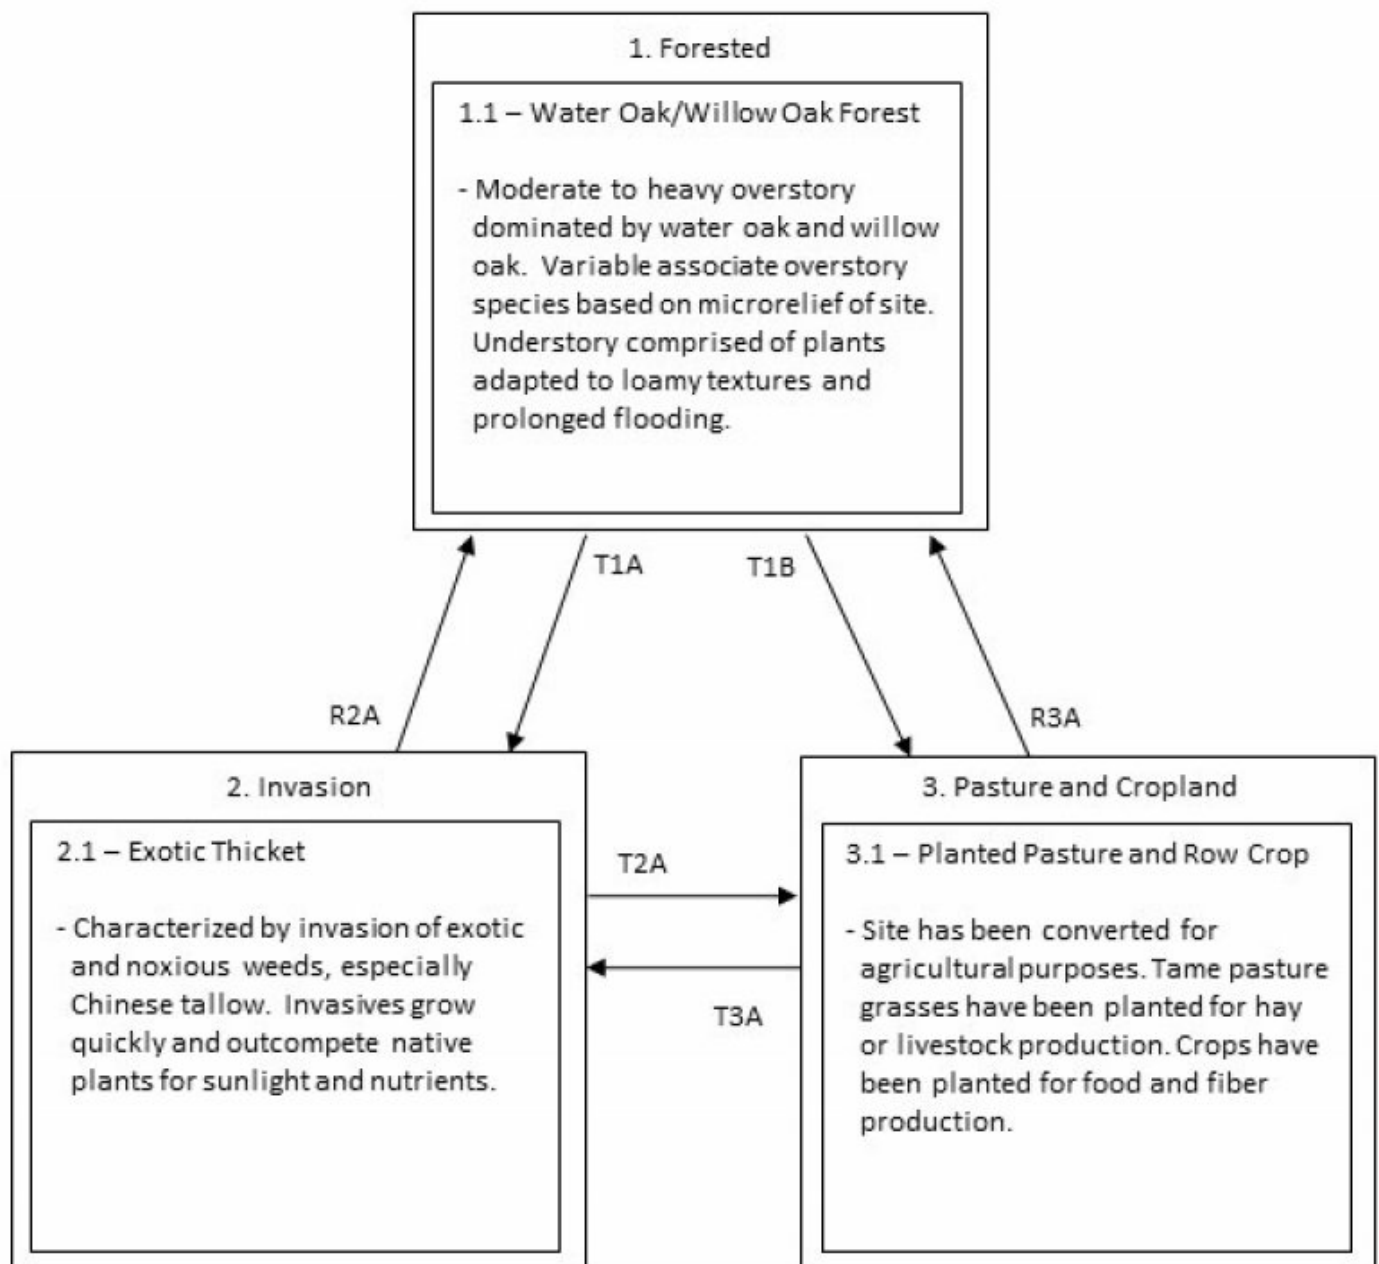 1. Forested
1.1 – Water Oak/Willow Oak Forest
- Moderate to heavy overstory
dominated by water oak and willow
oak. Variable associate overstory
species based on microrelief of site.
Understory comprised of plants
adapted to loamy textures and
prolonged flooding.
T1A
T1B
R2A
R3A
2. Invasion
2.1 – Exotic Thicket
- Characterized by invasion of exotic
and noxious weeds, especially
Chinese tallow. Invasives grow
quickly and outcompete native
plants for sunlight and nutrients.
T2A
T3A
3. Pasture and Cropland
3.1 – Planted Pasture and Row Crop
- Site has been converted for
agricultural purposes. Tame pasture
grasses have been planted for hay
or livestock production. Crops have
been planted for food and fiber
production.